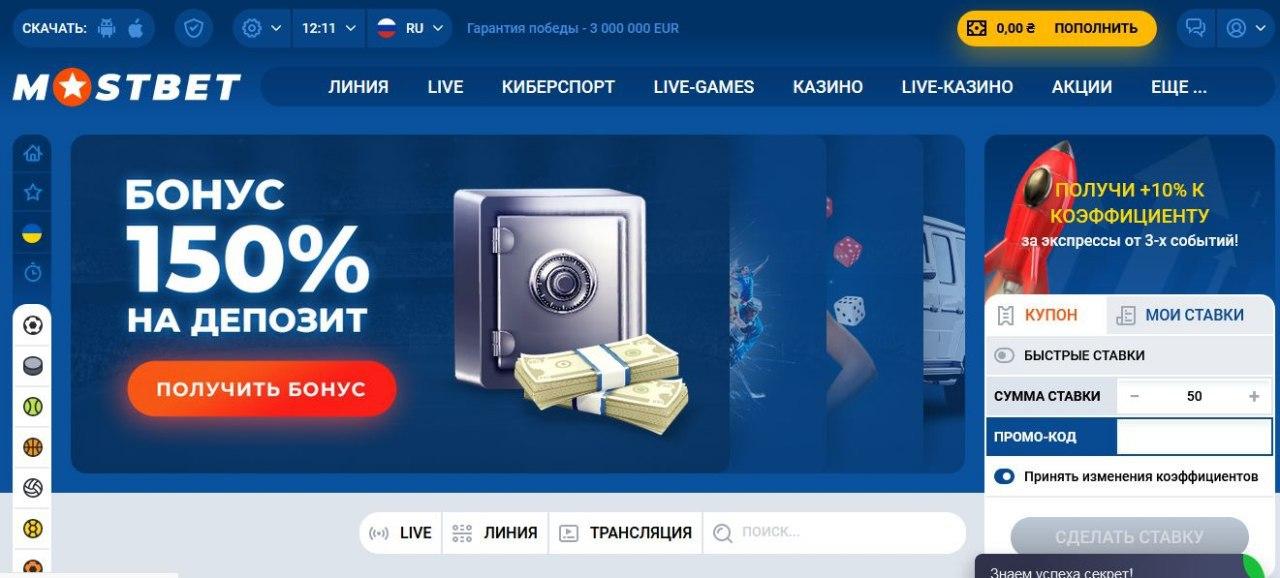 СКАЧАТЬ:
12:11
RU
Гарантия победы - 3 000 000 EUR
0,00 ₴
ПОПОЛНИТЬ
MOSTBET
ЛИНИЯ
LIVE
КИБЕРСПОРТ
LIVE-GAMES
КАЗИНО
LIVE-КАЗИНО
АКЦИИ
ЕЩЕ ...
БОНУС
150%
НА ДЕПОЗИТ
ПОЛУЧИТЬ БОНУС
ПОЛУЧИ +10% К
КОЭФФИЦИЕНТУ
за экспрессы от 3-х событий!
КУПОН
МОИ СТАВКИ
БЫСТРЫЕ СТАВКИ
СУММА СТАВКИ
− 50 +
ПРОМО-КОД
Принять изменения коэффициентов
СДЕЛАТЬ СТАВКУ
LIVE
ЛИНИЯ
ТРАНСЛЯЦИЯ
ПОИСК...
Знаем успеха секрет!